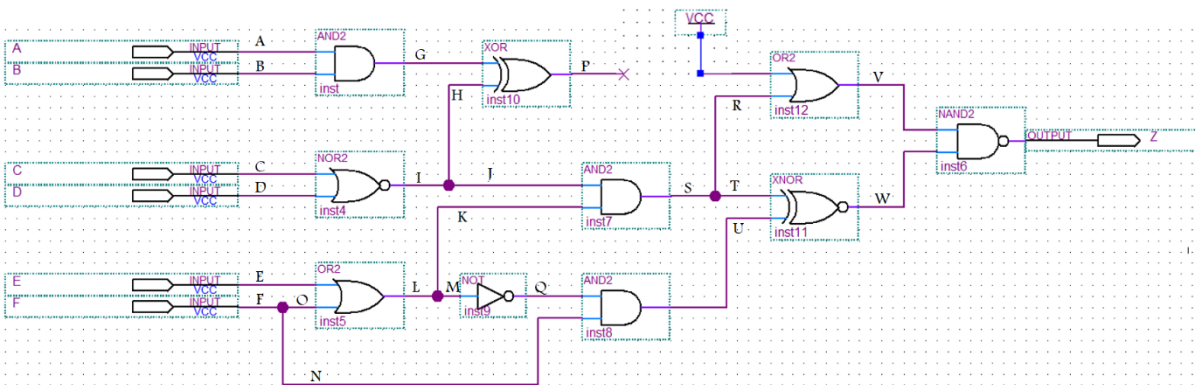 VCC
AND2
XOR
OR2
A
INPUT
VCC
A
G
P
V
B
INPUT
VCC
B
inst
H
inst10
R
inst12
NAND2
OUTPUT
Z
inst6
NOR2
AND2
XNOR
C
INPUT
VCC
C
I
J
S
T
W
D
INPUT
VCC
D
inst4
K
inst7
U
inst11
OR2
NOT
AND2
E
INPUT
VCC
E
L
M
Q
F
INPUT
VCC
F
O
inst5
inst9
inst8
N